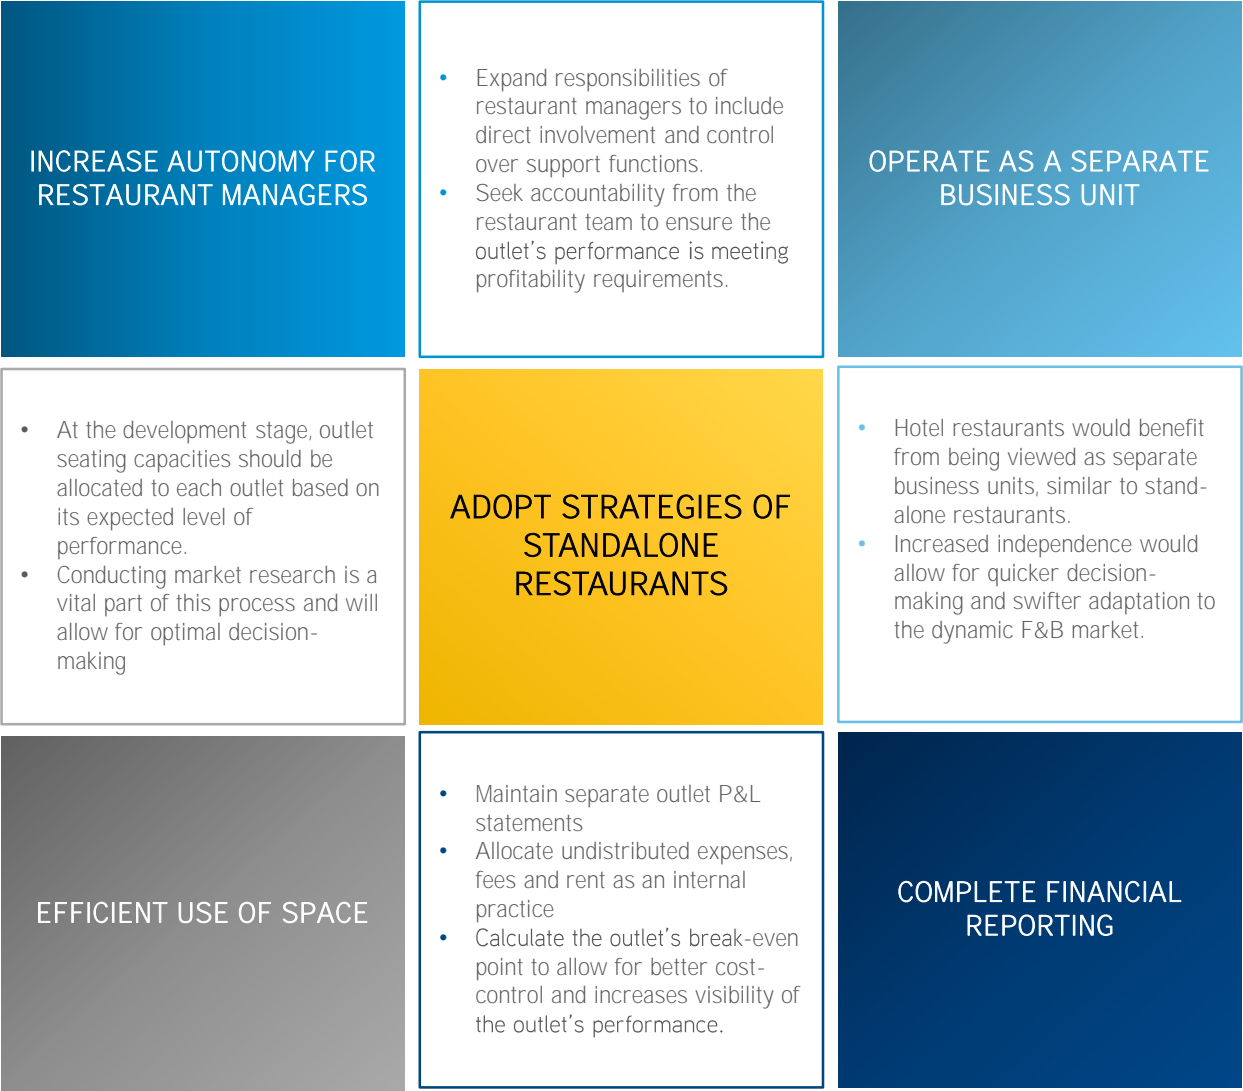 INCREASE AUTONOMY FOR
RESTAURANT MANAGERS
• Expand responsibilities of
restaurant managers to include
direct involvement and control
over support functions.
• Seek accountability from the
restaurant team to ensure the
outlet's performance is meeting
profitability requirements.
OPERATE AS A SEPARATE
BUSINESS UNIT
• At the development stage, outlet
seating capacities should be
allocated to each outlet based on
its expected level of
performance.
• Conducting market research is a
vital part of this process and will
allow for optimal decision-
making
ADOPT STRATEGIES OF
STANDALONE
RESTAURANTS
• Hotel restaurants would benefit
from being viewed as separate
business units, similar to stand-
alone restaurants.
• Increased independence would
allow for quicker decision-
making and swifter adaptation to
the dynamic F&B market.
EFFICIENT USE OF SPACE
• Maintain separate outlet P&L
statements
• Allocate undistributed expenses,
fees and rent as an internal
practice
• Calculate the outlet's break-even
point to allow for better cost-
control and increases visibility of
the outlet's performance.
COMPLETE FINANCIAL
REPORTING